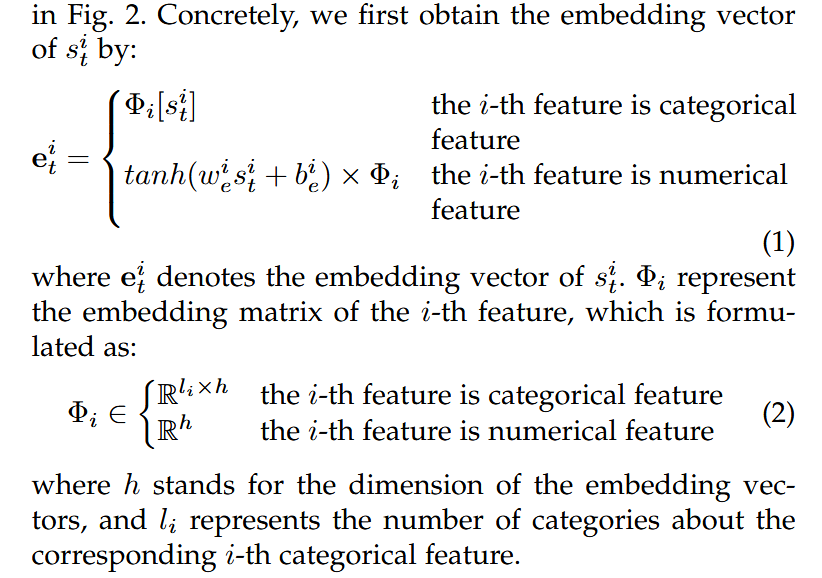 in Fig. 2. Concretely, we first obtain the embedding vector
of $s_t^i$ by:
$\mathbf{e}_t^i = \begin{cases} \Phi_i[s_t^i] & \text{the } i\text{-th feature is categorical feature} \\ tanh(w_e^i s_t^i + b_e^i) \times \Phi_i & \text{the } i\text{-th feature is numerical feature} \end{cases}$
(1)
where $\mathbf{e}_t^i$ denotes the embedding vector of $s_t^i$. $\Phi_i$ represent
the embedding matrix of the $i$-th feature, which is formu-
lated as:
$\Phi_i \in \begin{cases} \mathbb{R}^{l_i \times h} & \text{the } i\text{-th feature is categorical feature} \\ \mathbb{R}^h & \text{the } i\text{-th feature is numerical feature} \end{cases}$ (2)
where $h$ stands for the dimension of the embedding vec-
tors, and $l_i$ represents the number of categories about the
corresponding $i$-th categorical feature.